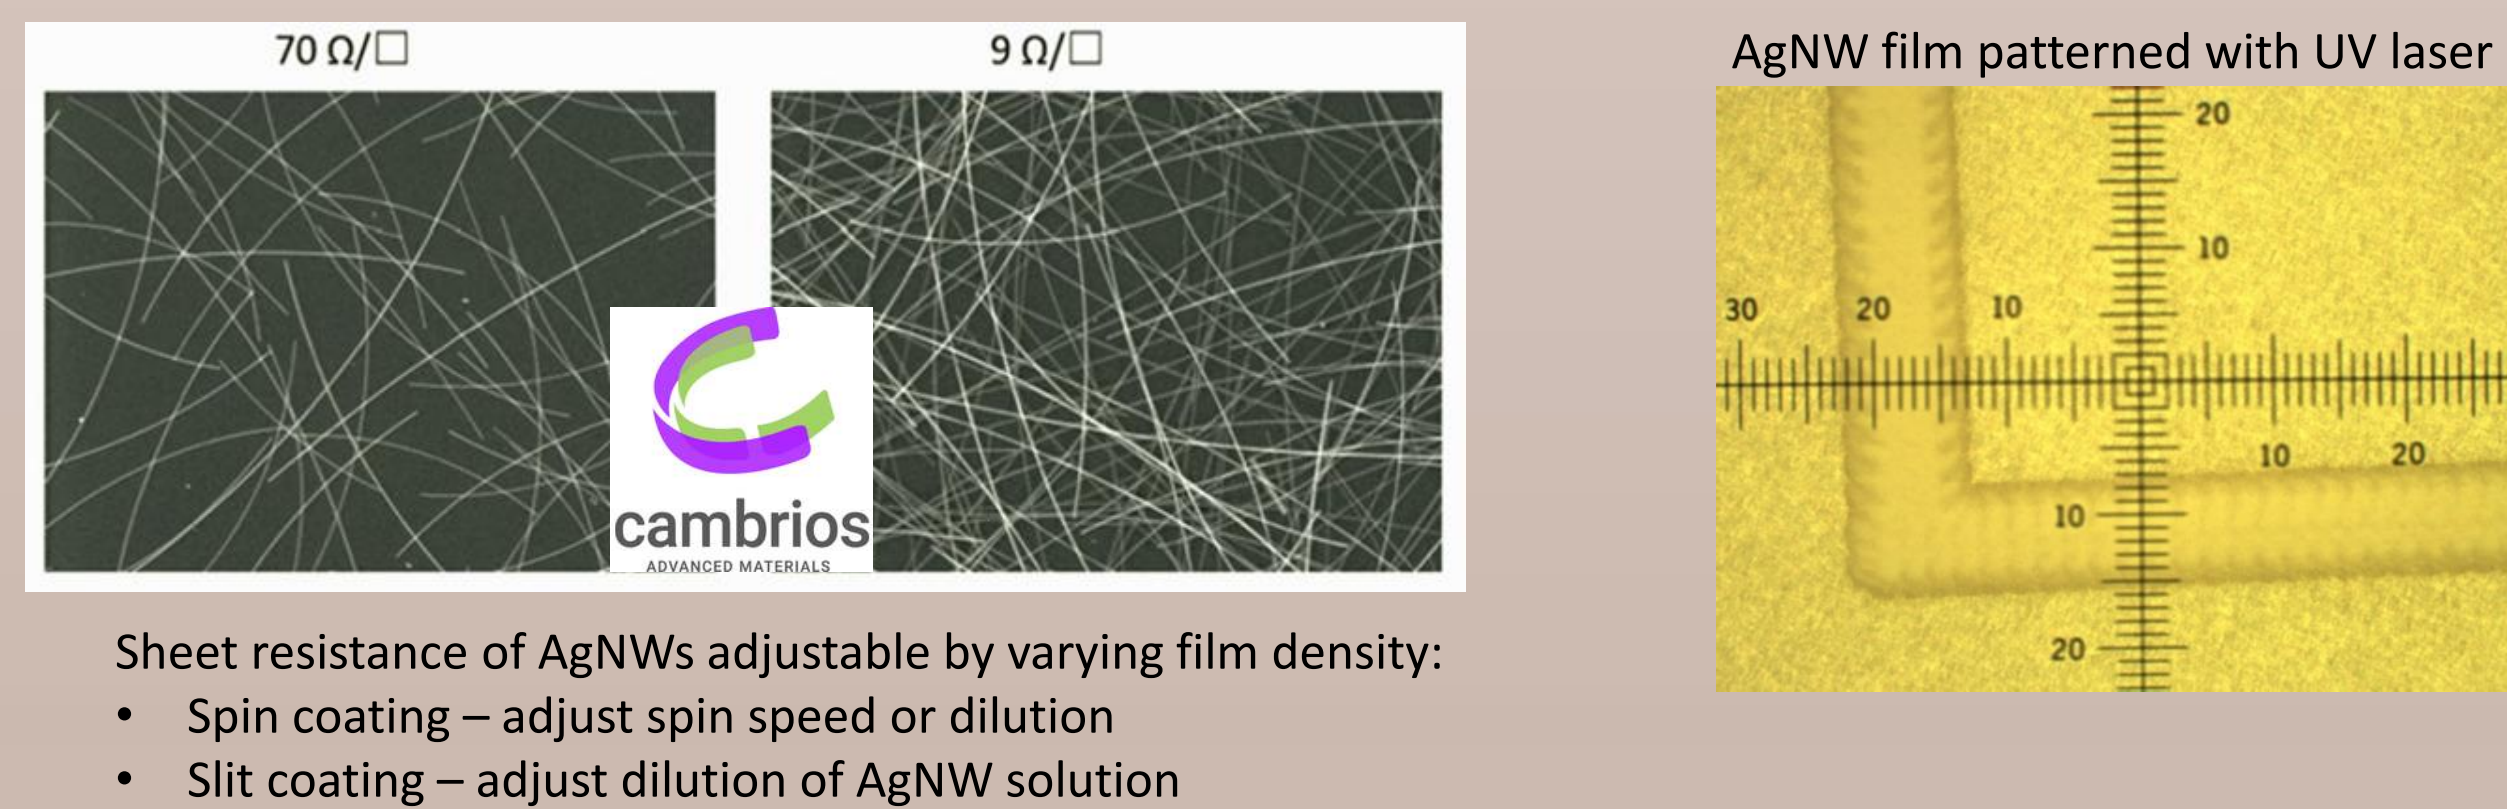 70 Ω/□
9 Ω/□
cambrios
ADVANCED MATERIALS
Sheet resistance of AgNWs adjustable by varying film density:
• Spin coating – adjust spin speed or dilution
• Slit coating – adjust dilution of AgNW solution
AgNW film patterned with UV laser
20
10
30 20 10
10 20
10
20